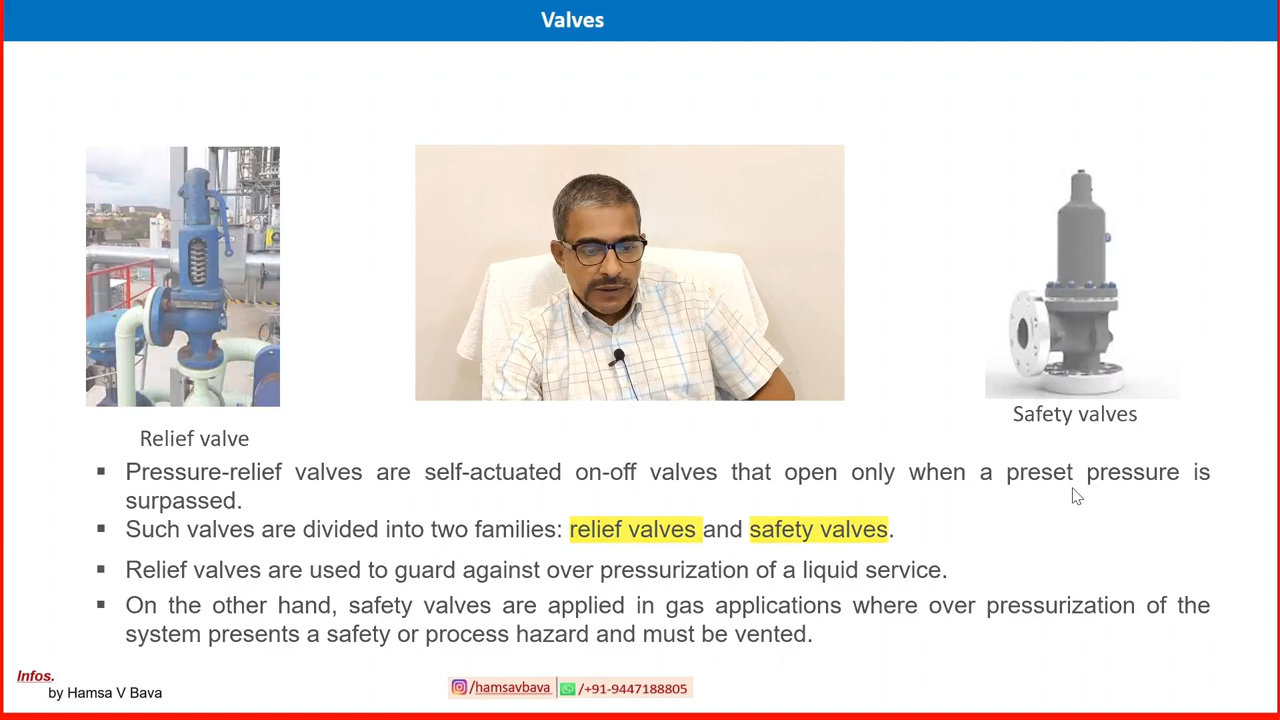 Valves
Safety valves
Relief valve
▪ Pressure-relief valves are self-actuated on-off valves that open only when a preset pressure is
surpassed.
▪ Such valves are divided into two families: relief valves and safety valves.
▪ Relief valves are used to guard against over pressurization of a liquid service.
▪ On the other hand, safety valves are applied in gas applications where over pressurization of the
system presents a safety or process hazard and must be vented.
Infos.
by Hamsa V Bava
/hamsavbava
/+91-9447188805